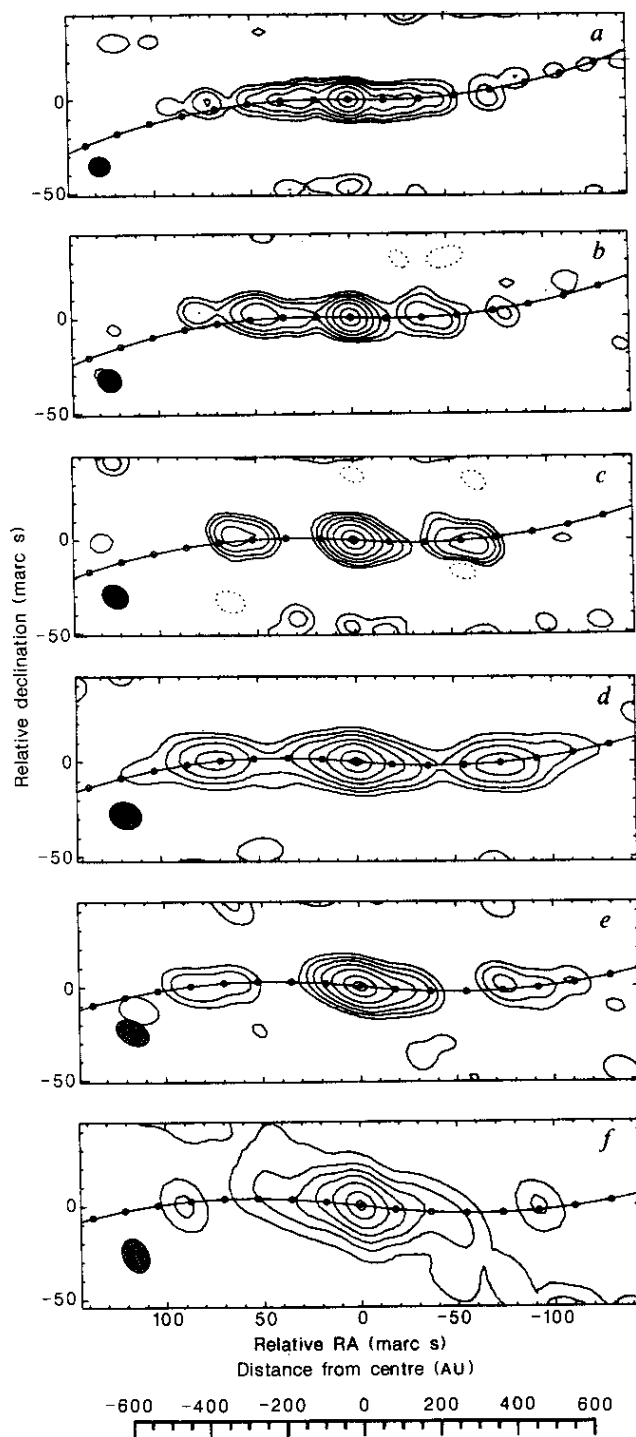 a
0
-50
b
0
-50
c
0
-50
Relative declination (marc s)
d
0
-50
e
0
-50
f
0
-50
100 50 0 -50 -100
Relative RA (marc s)
Distance from centre (AU)
-600 -400 -200 0 200 400 600